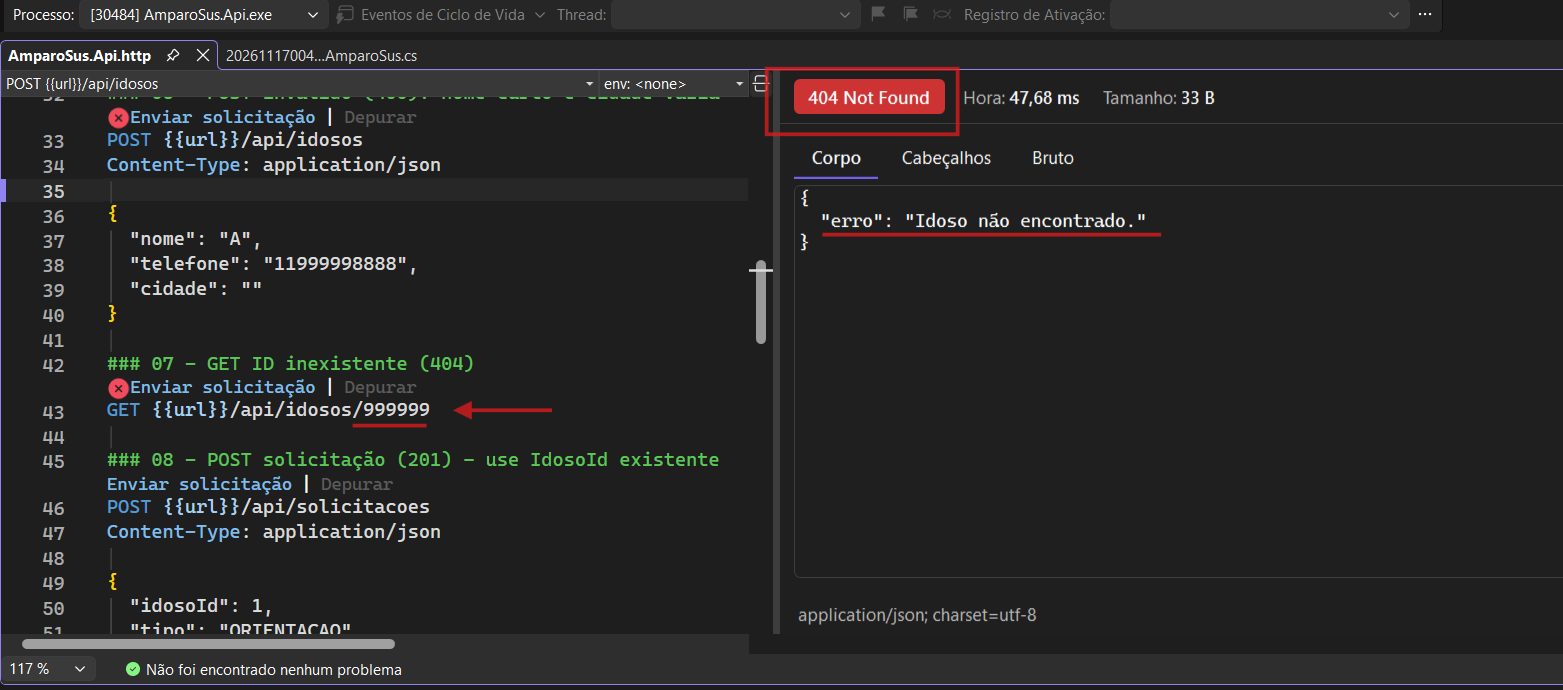 Processo: [30484] AmparoSus.Api.exe Eventos de Ciclo de Vida Thread: Registro de Ativação:
AmparoSus.Api.http 20261117004...AmparoSus.cs
POST {{url}}/api/idosos env: <none>
Enviar solicitação | Depurar
33 POST {{url}}/api/idosos
34 Content-Type: application/json
35
36 {
37 "nome": "A",
38 "telefone": "11999998888",
39 "cidade": ""
40 }
41
42 ### 07 - GET ID inexistente (404)
Enviar solicitação | Depurar
43 GET {{url}}/api/idosos/999999
44
45 ### 08 - POST solicitação (201) - use IdosoId existente
Enviar solicitação | Depurar
46 POST {{url}}/api/solicitacoes
47 Content-Type: application/json
48
49 {
50 "idosoId": 1,
51 "tipo": "ORIENTACAO"
117 % Não foi encontrado nenhum problema
404 Not Found Hora: 47,68 ms Tamanho: 33 B
Corpo Cabeçalhos Bruto
{
"erro": "Idoso não encontrado."
}
application/json; charset=utf-8